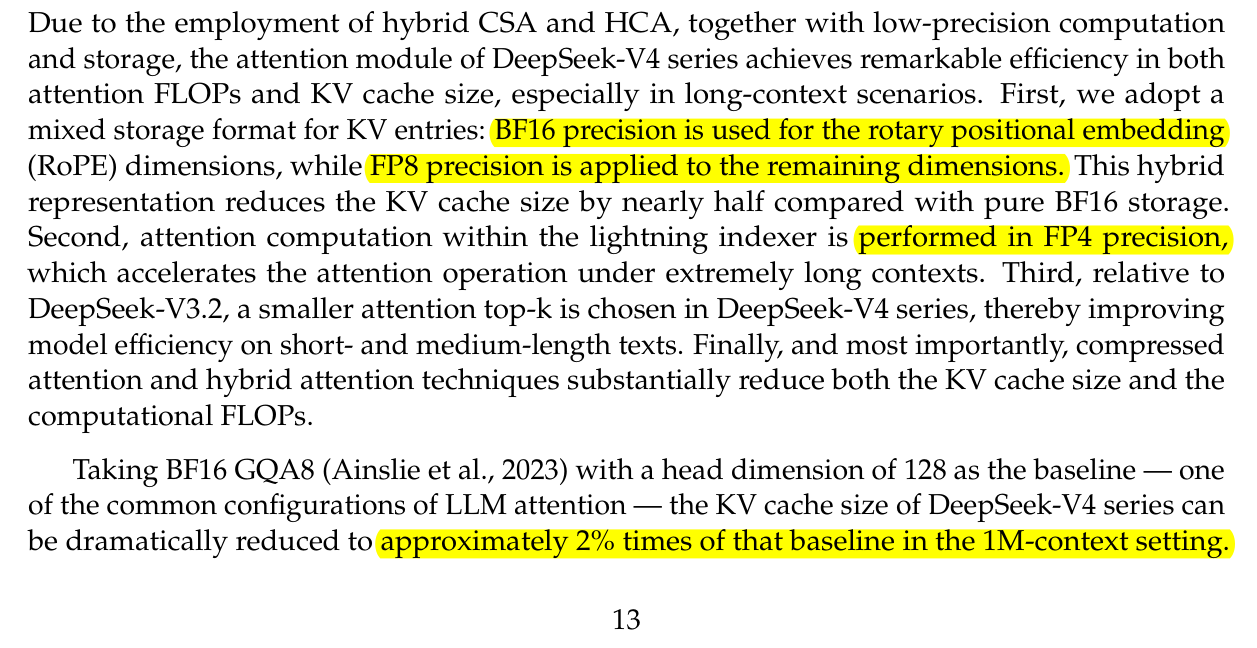 Due to the employment of hybrid CSA and HCA, together with low-precision computation
and storage, the attention module of DeepSeek-V4 series achieves remarkable efficiency in both
attention FLOPs and KV cache size, especially in long-context scenarios. First, we adopt a
mixed storage format for KV entries: BF16 precision is used for the rotary positional embedding
(RoPE) dimensions, while FP8 precision is applied to the remaining dimensions. This hybrid
representation reduces the KV cache size by nearly half compared with pure BF16 storage.
Second, attention computation within the lightning indexer is performed in FP4 precision,
which accelerates the attention operation under extremely long contexts. Third, relative to
DeepSeek-V3.2, a smaller attention top-k is chosen in DeepSeek-V4 series, thereby improving
model efficiency on short- and medium-length texts. Finally, and most importantly, compressed
attention and hybrid attention techniques substantially reduce both the KV cache size and the
computational FLOPs.
Taking BF16 GQA8 (Ainslie et al., 2023) with a head dimension of 128 as the baseline — one
of the common configurations of LLM attention — the KV cache size of DeepSeek-V4 series can
be dramatically reduced to approximately 2% times of that baseline in the 1M-context setting.
13